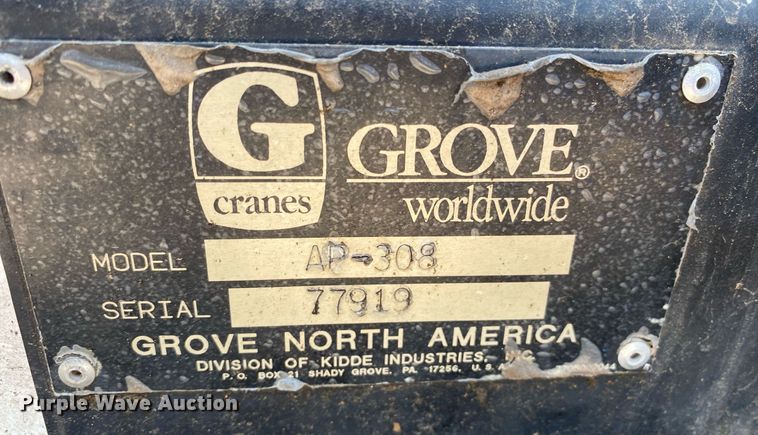 G
cranes
GROVE®
worldwide
MODEL AP-308
SERIAL 77919
GROVE NORTH AMERICA
DIVISION OF KIDDE INDUSTRIES, INC.
P. O. BOX 21 SHADY GROVE, PA. 17256, U. S. A.
Purple Wave Auction